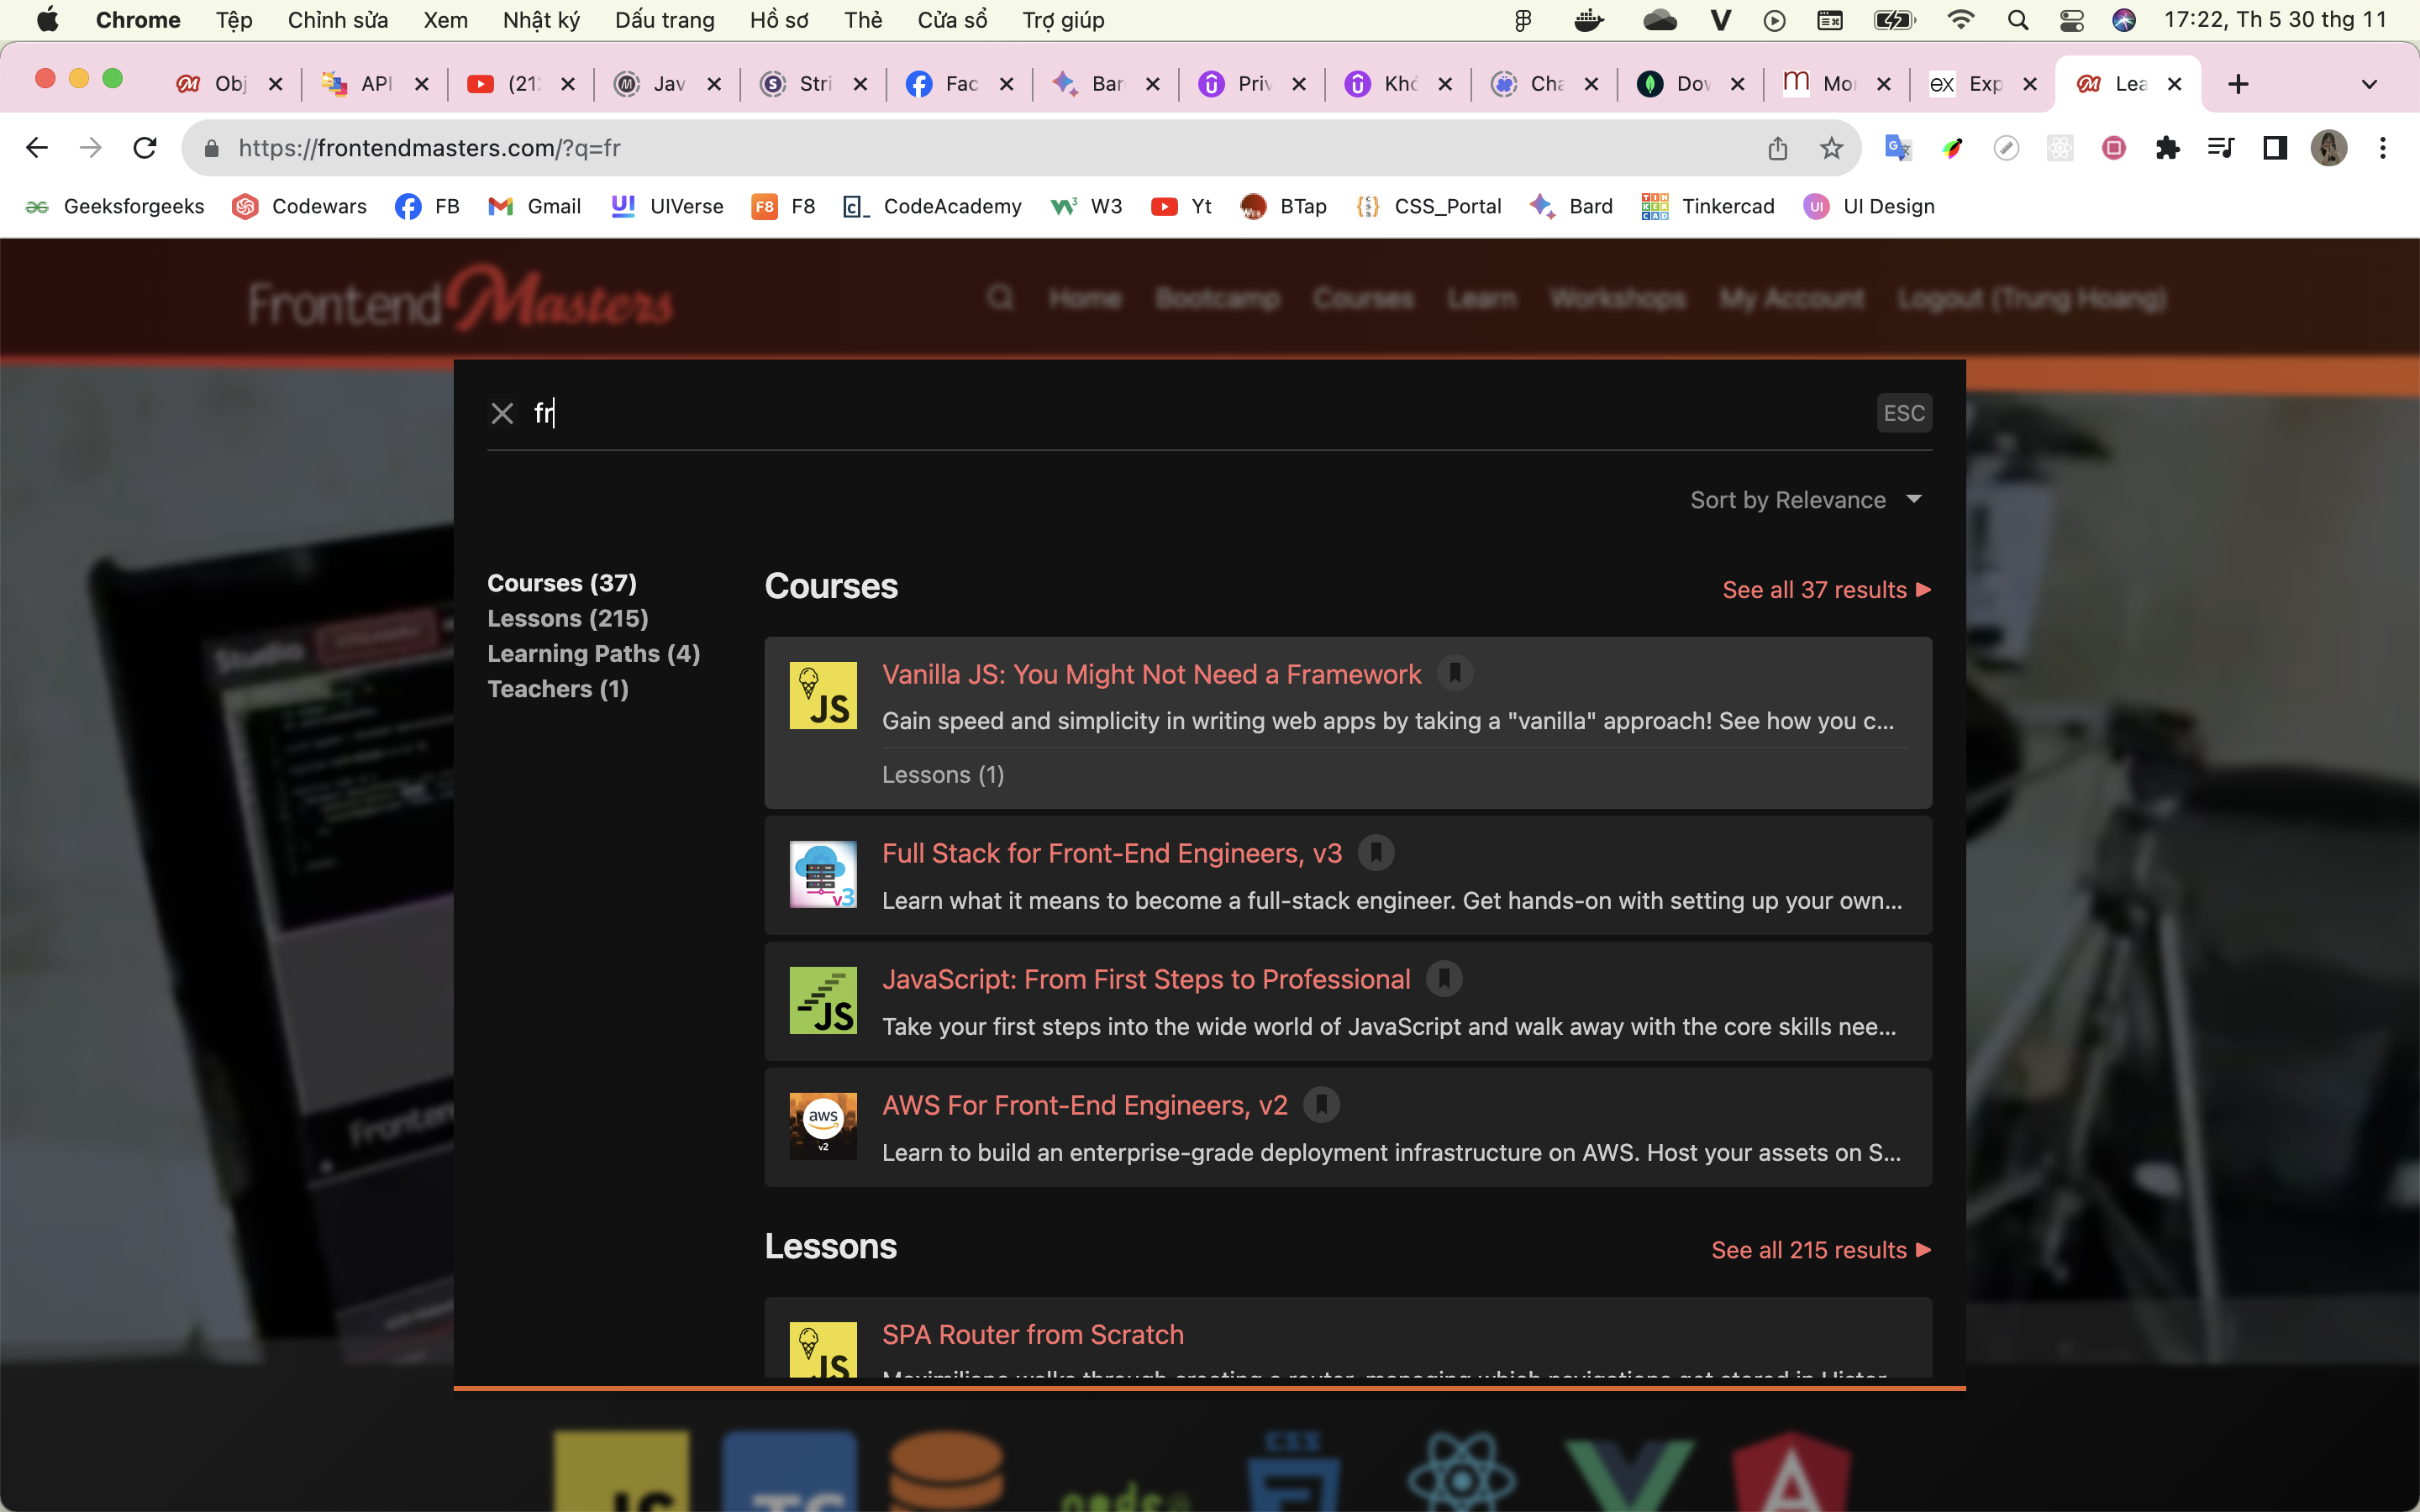 Chrome Tệp Chỉnh sửa Xem Nhật ký Dấu trang Hồ sơ Thẻ Cửa sổ Trợ giúp 17:22, Th 5 30 thg 11
Obj API (21 Jav Stri Fac Bar Priv Khó Cha Dov Mo Exp Lea
https://frontendmasters.com/?q=fr
Geeksforgeeks Codewars FB Gmail UIVerse F8 CodeAcademy W3 Yt BTap CSS_Portal Bard Tinkercad UI Design
Frontend Masters Home Bootcamp Courses Learn Workshops My Account Logout (Trung Hoang)
fr ESC
Sort by Relevance
Courses (37)
Lessons (215)
Learning Paths (4)
Teachers (1)
Courses See all 37 results
Vanilla JS: You Might Not Need a Framework
Gain speed and simplicity in writing web apps by taking a "vanilla" approach! See how you c...
Lessons (1)
Full Stack for Front-End Engineers, v3
Learn what it means to become a full-stack engineer. Get hands-on with setting up your own...
JavaScript: From First Steps to Professional
Take your first steps into the wide world of JavaScript and walk away with the core skills nee...
AWS For Front-End Engineers, v2
Learn to build an enterprise-grade deployment infrastructure on AWS. Host your assets on S...
Lessons See all 215 results
SPA Router from Scratch